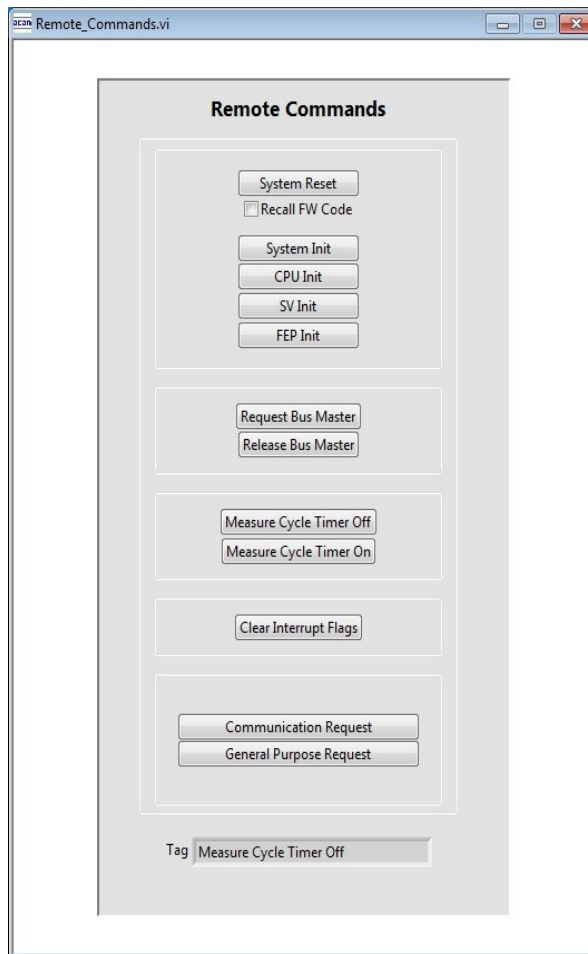 acan Remote_Commands.vi
Remote Commands
System Reset
Recall FW Code
System Init
CPU Init
SV Init
FEP Init
Request Bus Master
Release Bus Master
Measure Cycle Timer Off
Measure Cycle Timer On
Clear Interrupt Flags
Communication Request
General Purpose Request
Tag Measure Cycle Timer Off